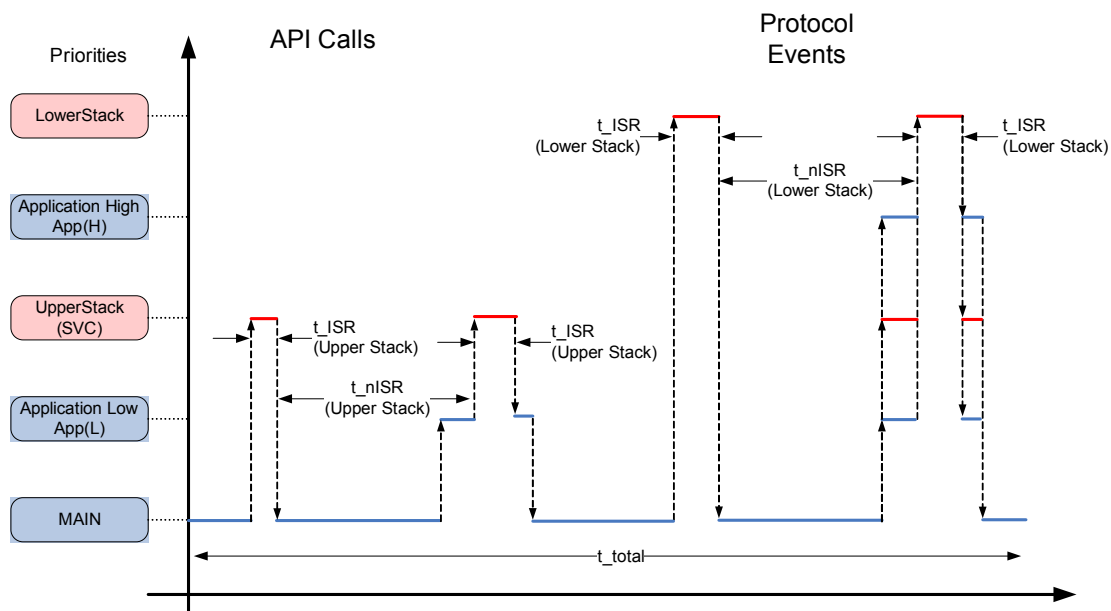 API Calls
Protocol
Events
Priorities
LowerStack
t_ISR
(Lower Stack)
t_ISR
(Lower Stack)
t_nISR
(Lower Stack)
Application High
App(H)
UpperStack
(SVC)
t_ISR
(Upper Stack)
t_ISR
(Upper Stack)
t_nISR
(Upper Stack)
Application Low
App(L)
MAIN
t_total